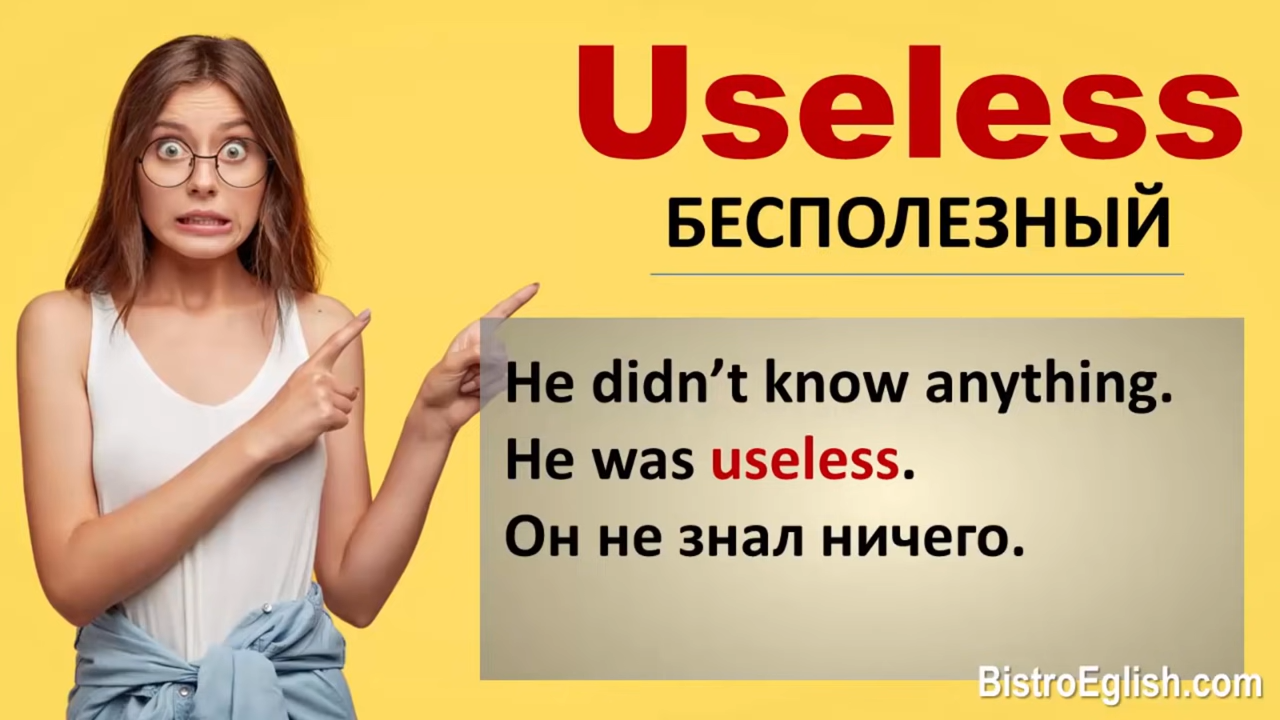 Useless
БЕСПОЛЕЗНЫЙ
He didn’t know anything.
He was useless.
Он не знал ничего.
BistroEglish.com